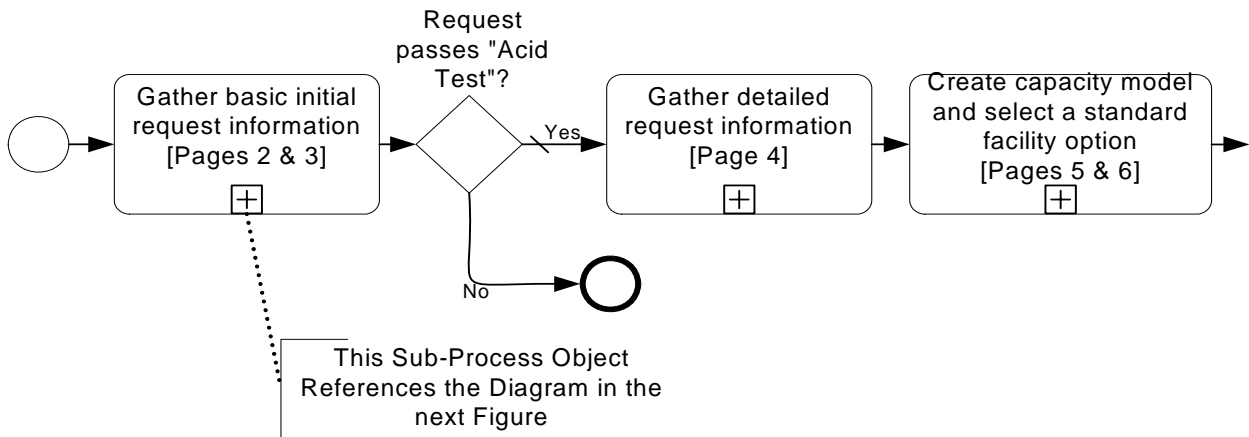 Gather basic initial
request information
[Pages 2 & 3]
Request
passes "Acid
Test"?
Yes
No
Gather detailed
request information
[Page 4]
Create capacity model
and select a standard
facility option
[Pages 5 & 6]
This Sub-Process Object
References the Diagram in the
next Figure